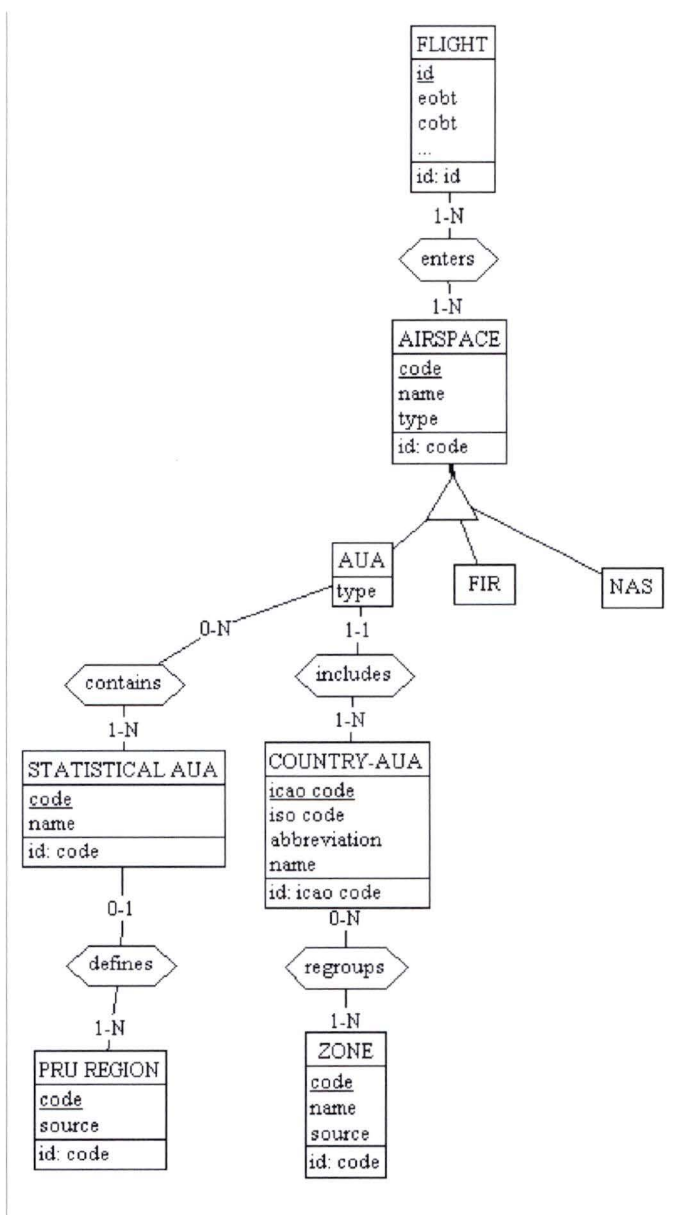 FLIGHT
id
eobt
cobt
...
id: id
1-N
enters
1-N
AIRSPACE
code
name
type
id: code
AUA
type
FIR
NAS
0-N
1-1
contains
includes
1-N
1-N
STATISTICAL AUA
code
name
id: code
COUNTRY-AUA
icao code
iso code
abbreviation
name
id: icao code
0-1
0-N
defines
regroups
1-N
1-N
PRU REGION
code
source
id: code
ZONE
code
name
source
id: code